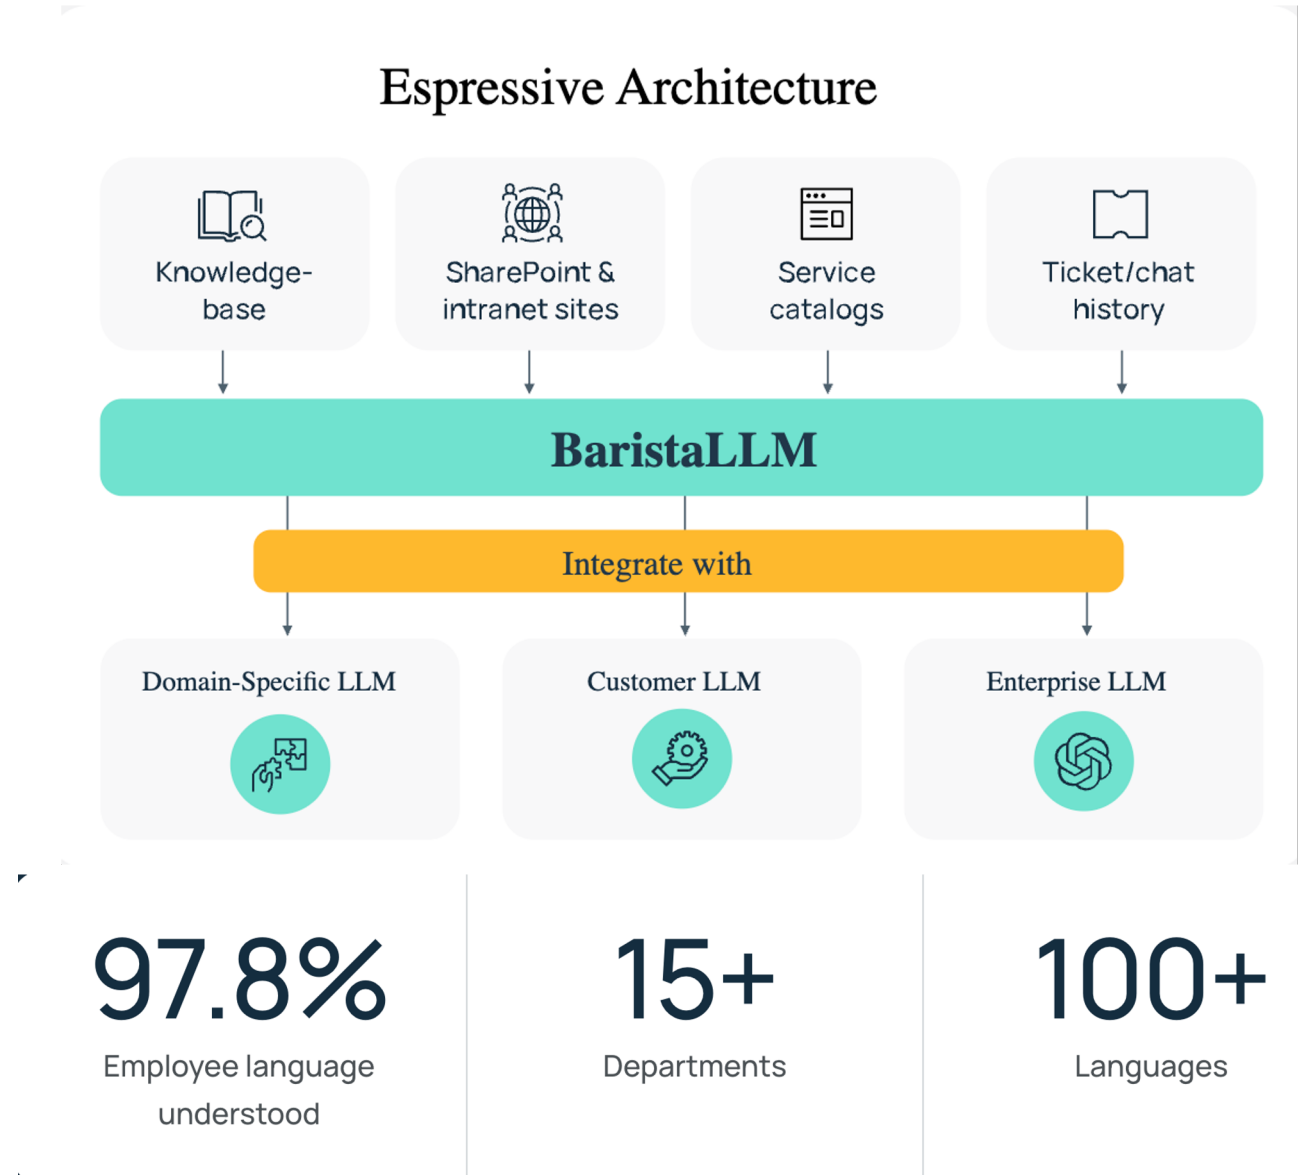 Espressive Architecture
Knowledge-
base
SharePoint &
intranet sites
Service
catalogs
Ticket/chat
history
BaristaLLM
Integrate with
Domain-Specific LLM
Customer LLM
Enterprise LLM
97.8%
Employee language
understood
15+
Departments
100+
Languages